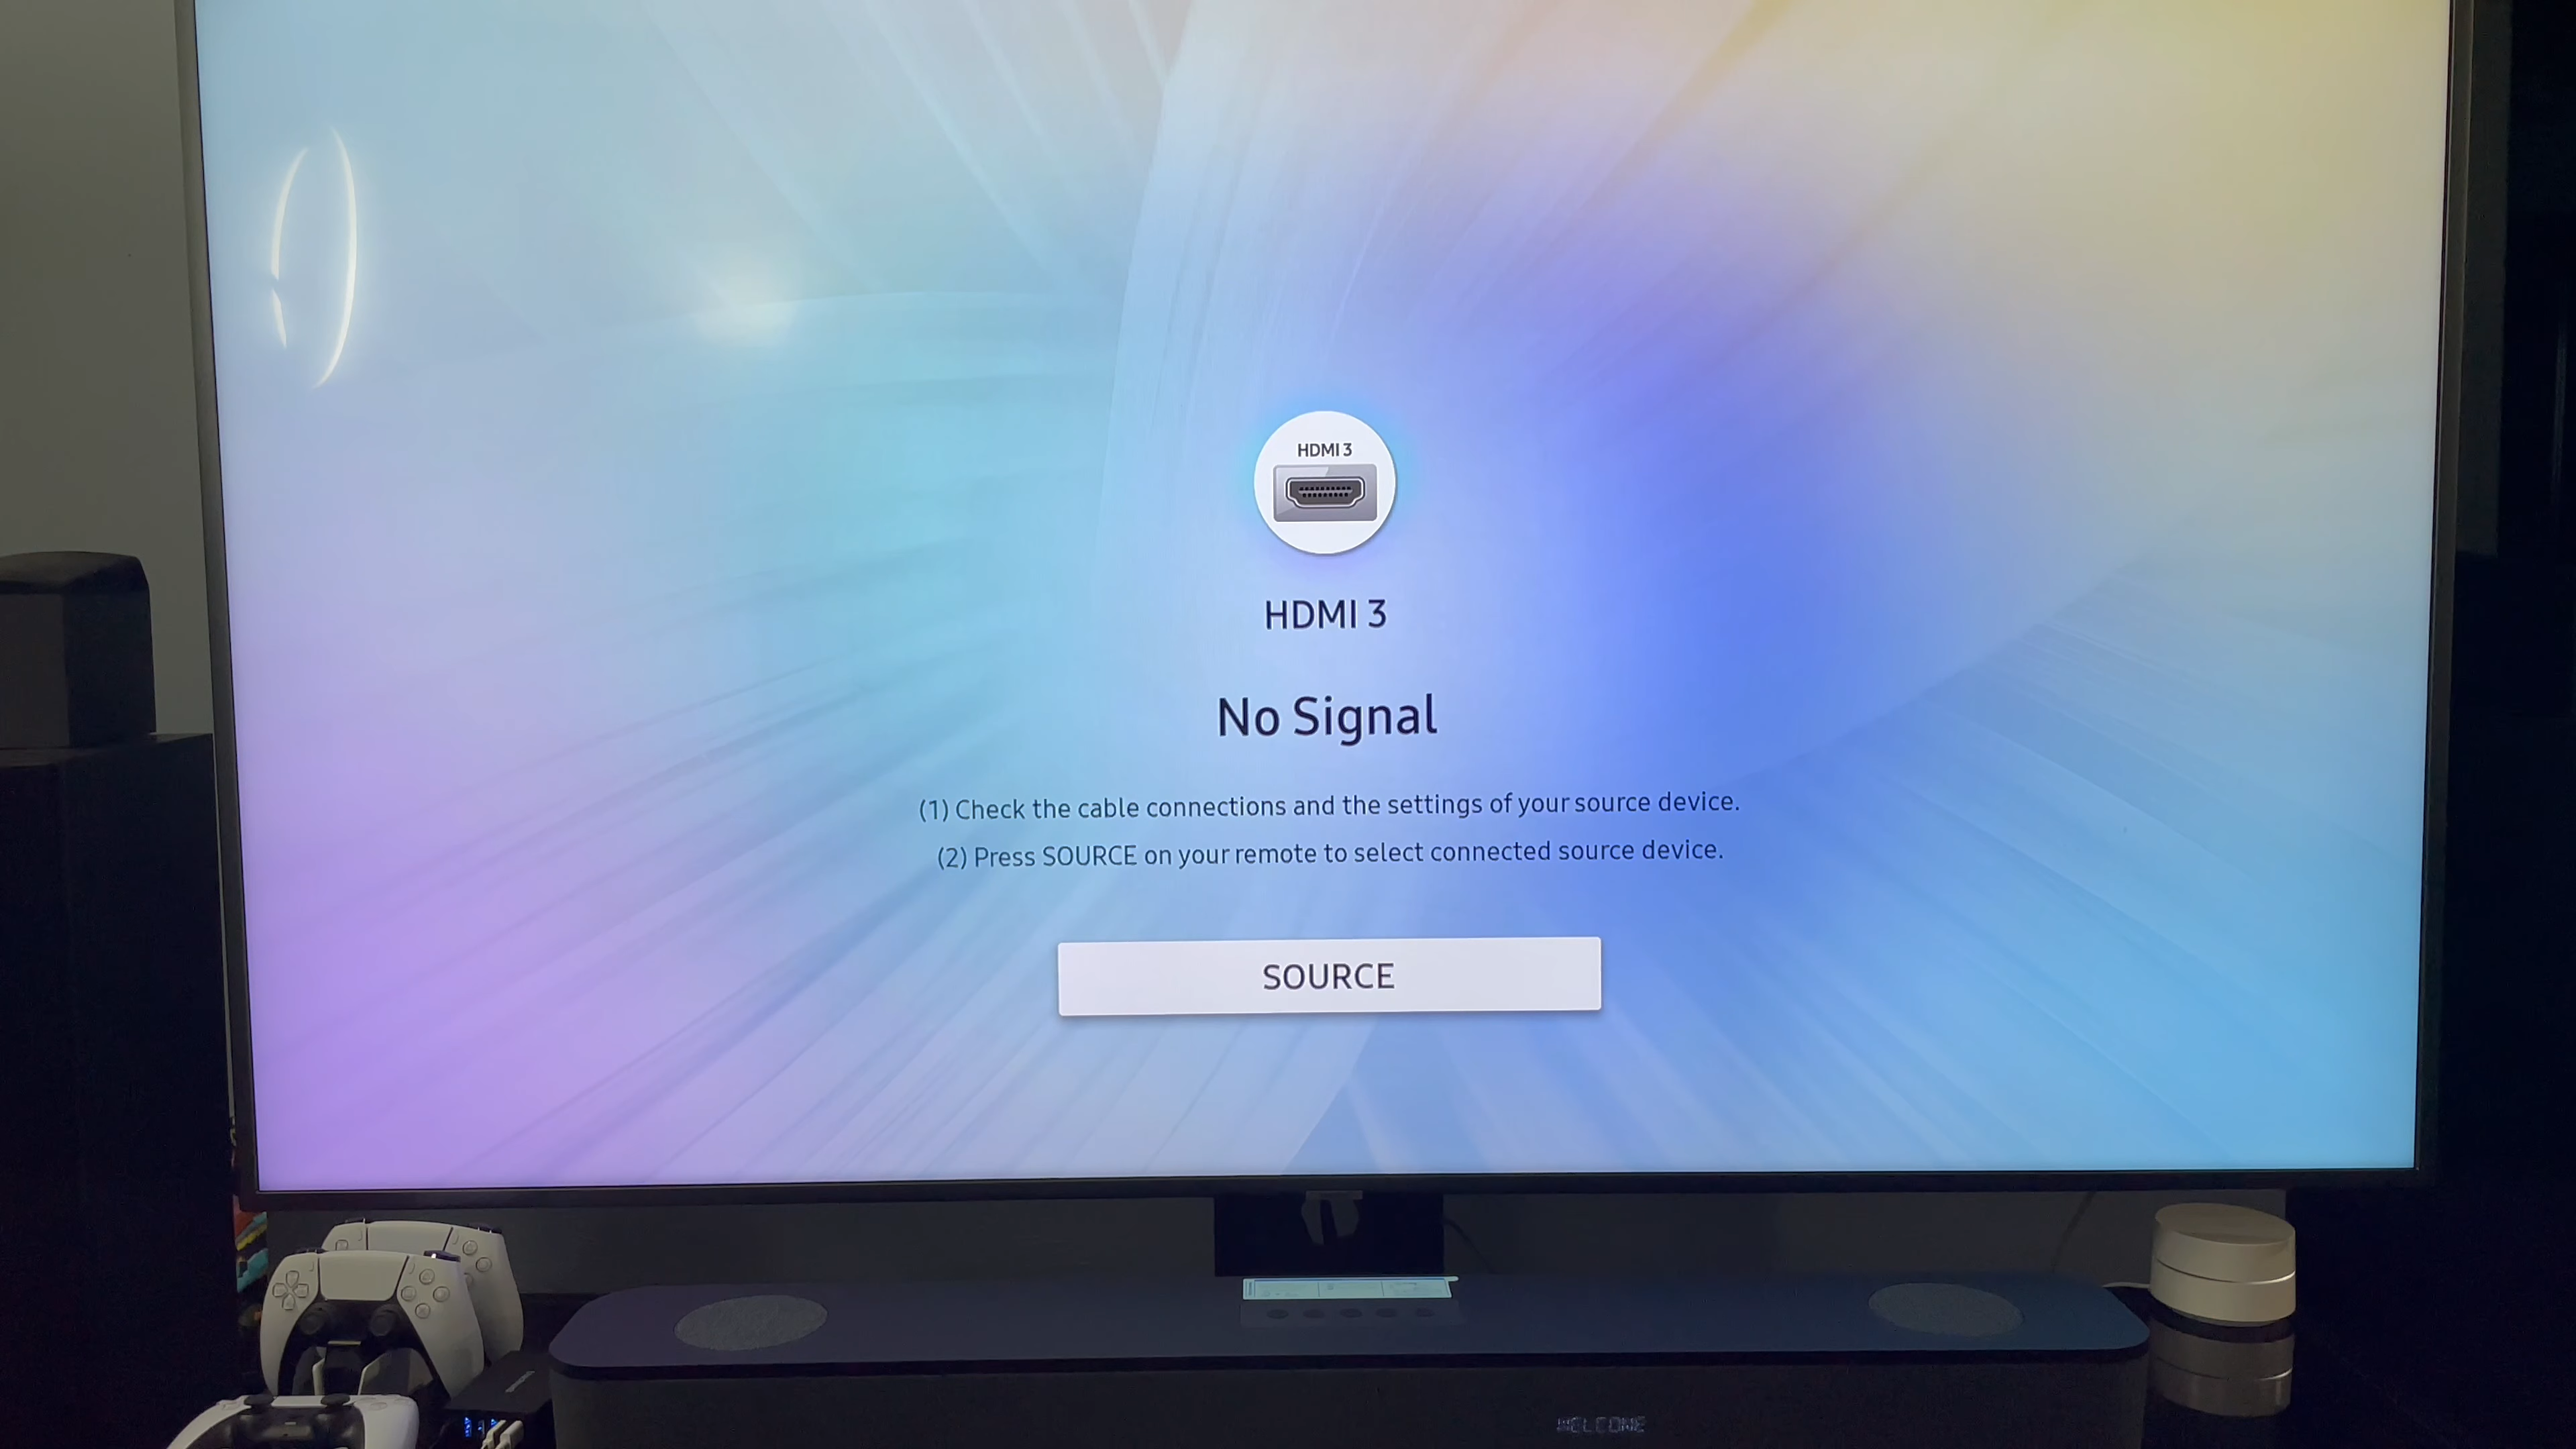 HDMI 3
HDMI 3
No Signal
(1) Check the cable connections and the settings of your source device.
(2) Press SOURCE on your remote to select connected source device.
SOURCE
WELCOME